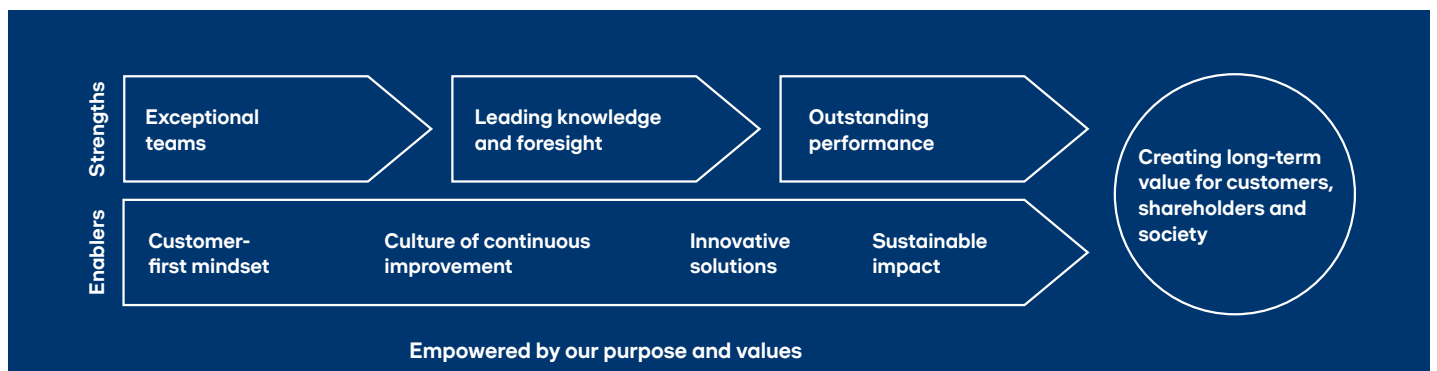 Strengths
Exceptional
teams
Leading knowledge
and foresight
Outstanding
performance
Enablers
Customer-
first mindset
Culture of continuous
improvement
Innovative
solutions
Sustainable
impact
Creating long-term
value for customers,
shareholders and
society
Empowered by our purpose and values